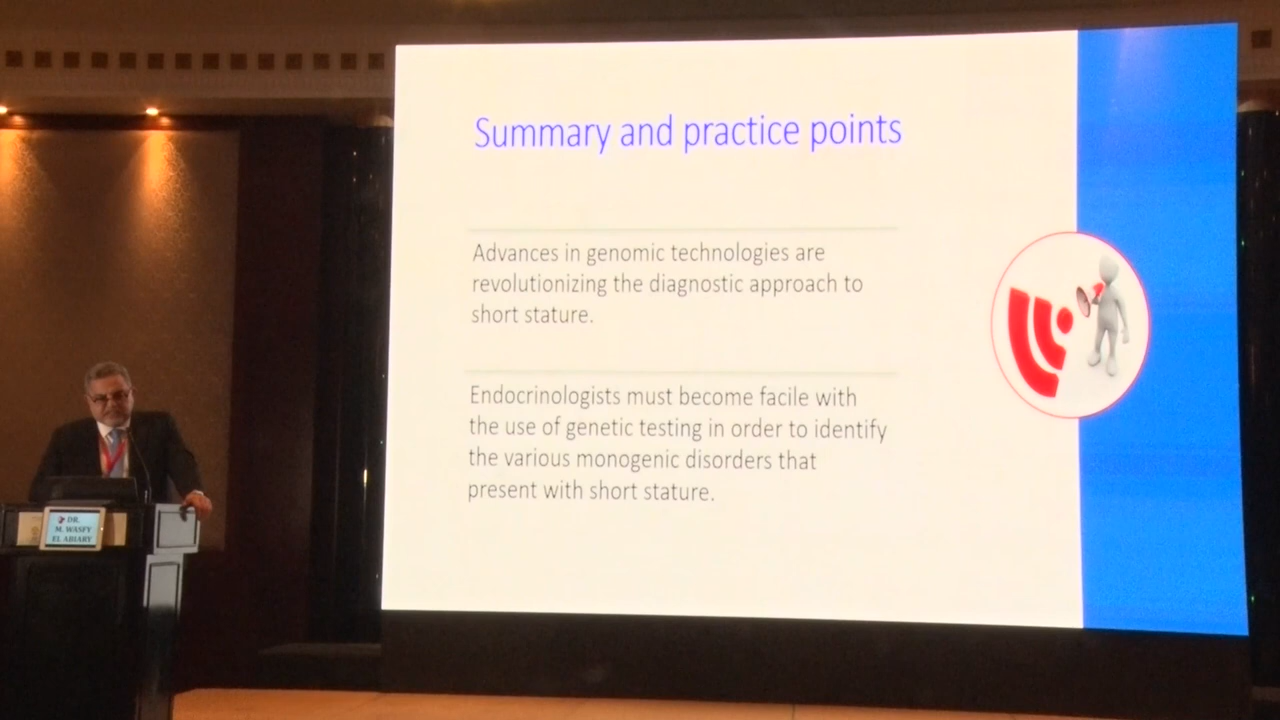 Summary and practice points
Advances in genomic technologies are
revolutionizing the diagnostic approach to
short stature.
Endocrinologists must become facile with
the use of genetic testing in order to identify
the various monogenic disorders that
present with short stature.
DR.
M. WASFY
EL ABIARY